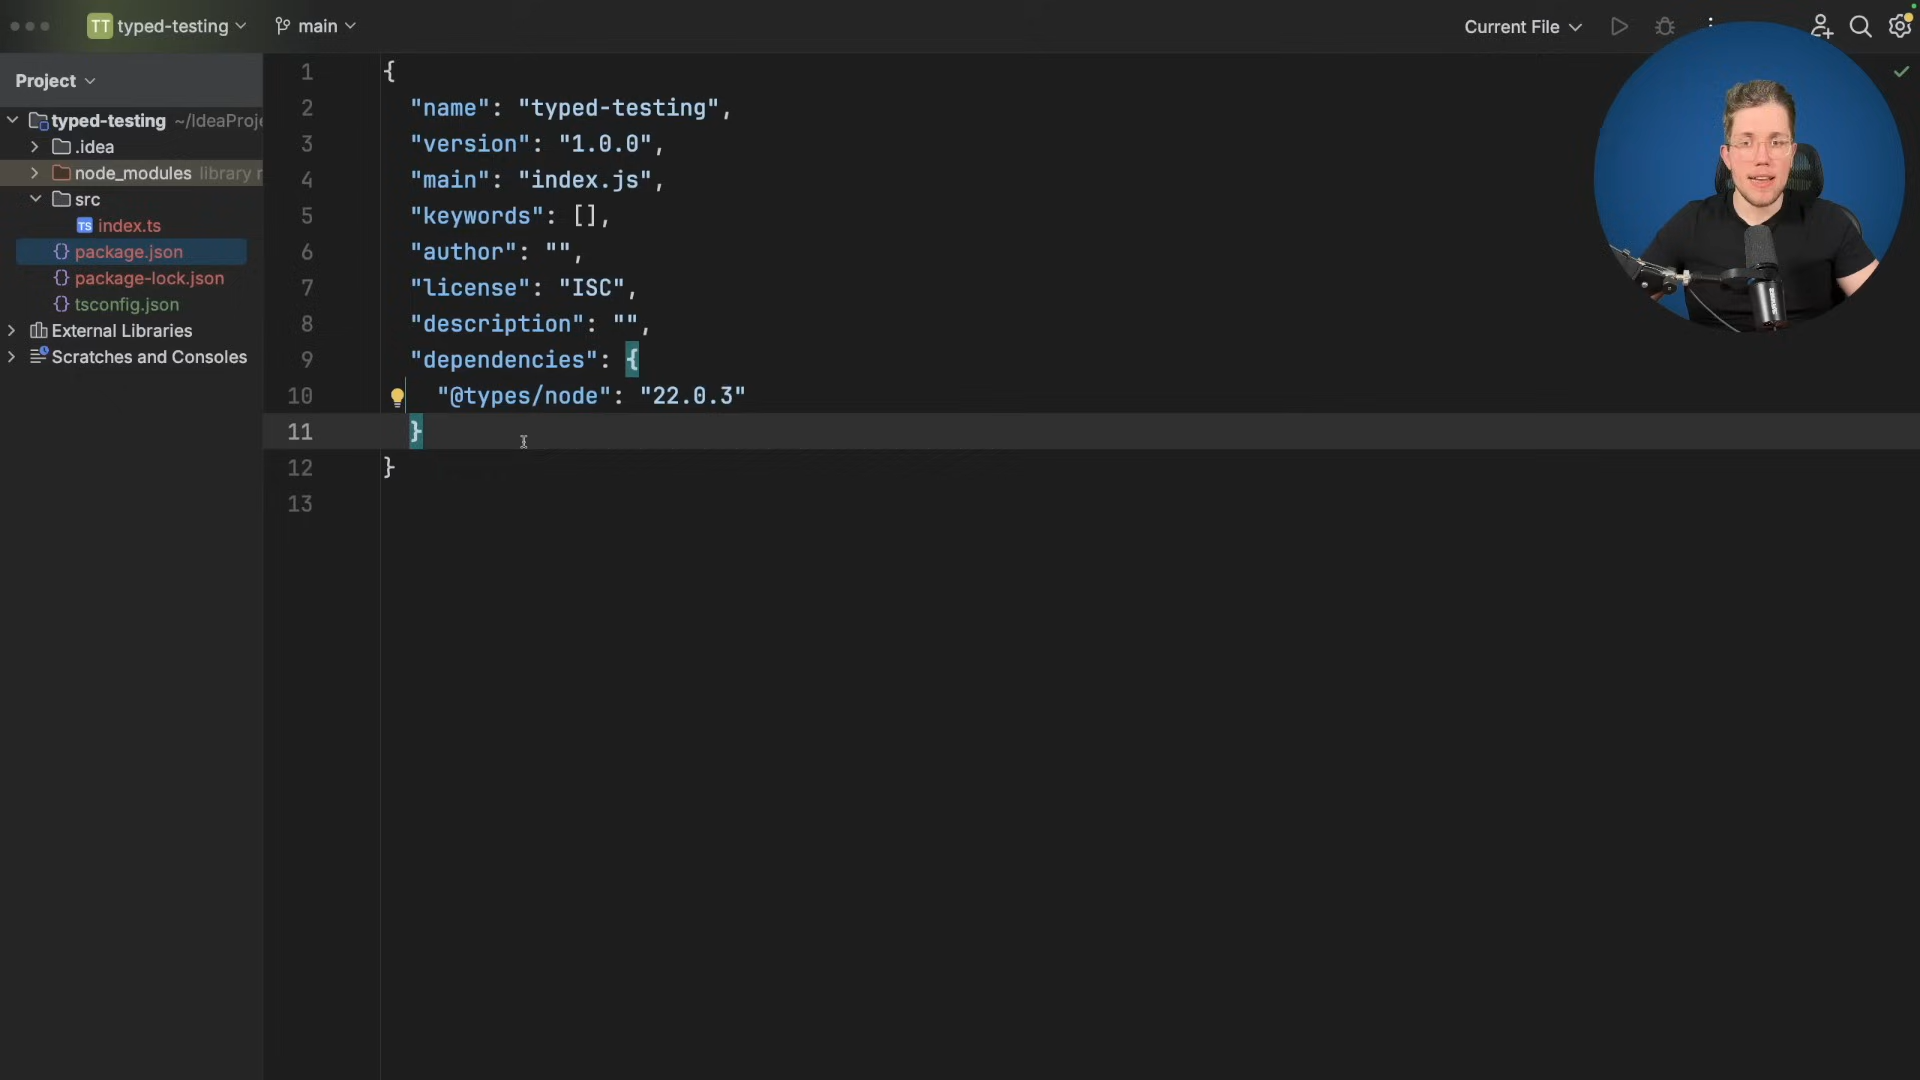 TT typed-testing main Current File
Project
typed-testing ~/IdeaProj
.idea
node_modules library r
src
TS index.ts
package.json
package-lock.json
tsconfig.json
External Libraries
Scratches and Consoles
1 {
2 "name": "typed-testing",
3 "version": "1.0.0",
4 "main": "index.js",
5 "keywords": [],
6 "author": "",
7 "license": "ISC",
8 "description": "",
9 "dependencies": {
10 "@types/node": "22.0.3"
11 }
12 }
13